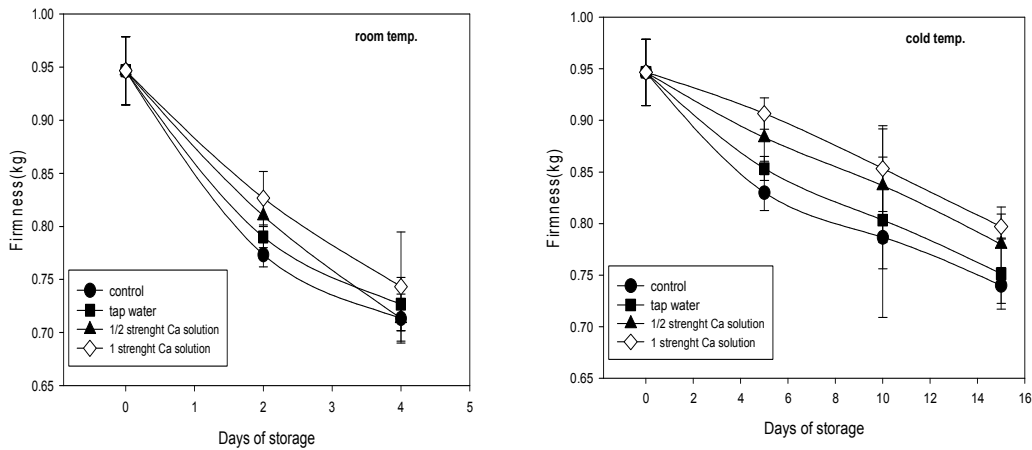 room temp.
1.00
0.95
0.90
0.85
0.80
0.75
0.70
0.65
Firmness(kg)
control
tap water
1/2 strenght Ca solution
1 strenght Ca solution
0 1 2 3 4 5
Days of storage
cold temp.
1.00
0.95
0.90
0.85
0.80
0.75
0.70
0.65
Firmness(kg)
control
tap water
1/2 strenght Ca solution
1 strenght Ca solution
0 2 4 6 8 10 12 14 16
Days of storage